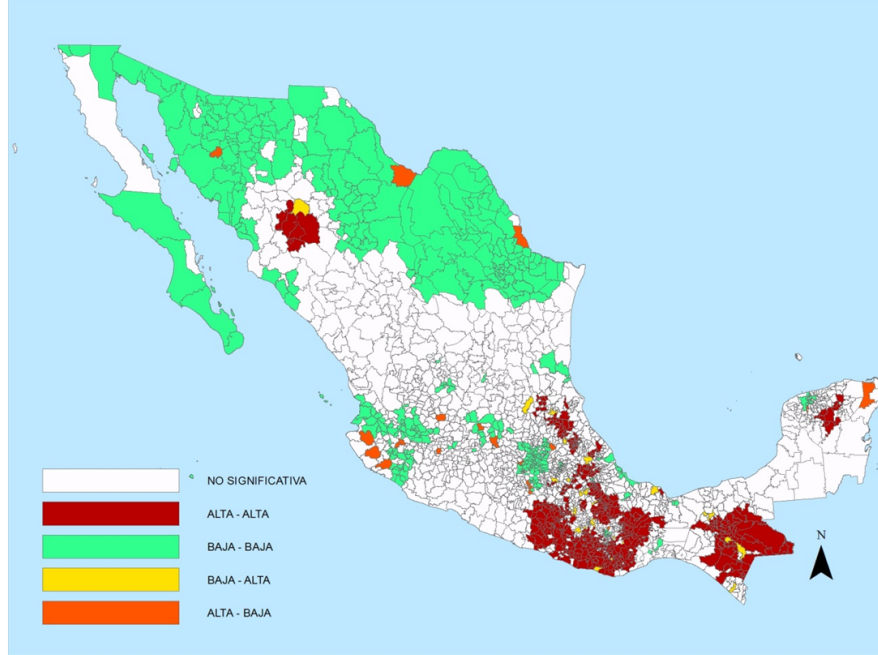 NO SIGNIFICATIVA
ALTA - ALTA
BAJA - BAJA
BAJA - ALTA
ALTA - BAJA
N